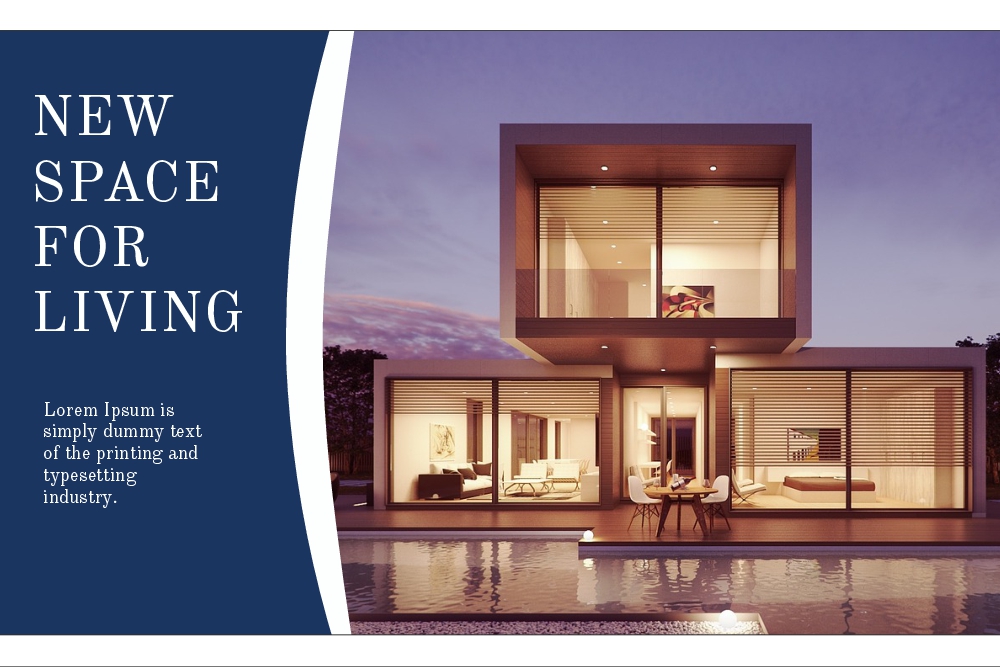 NEW
SPACE
FOR
LIVING
Lorem Ipsum is
simply dummy text
of the printing and
typesetting
industry.